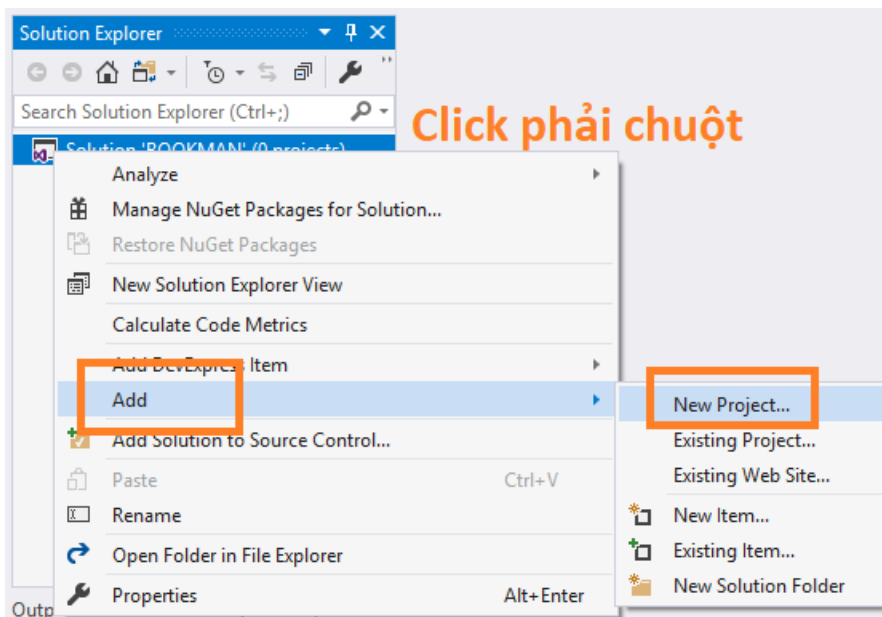 Solution Explorer
Search Solution Explorer (Ctrl+;)
Click phải chuột
Solution 'BOOKMAN' (0 projects)
Analyze
Manage NuGet Packages for Solution...
Restore NuGet Packages
New Solution Explorer View
Calculate Code Metrics
Add DevExpress Item
Add
Add Solution to Source Control...
Paste Ctrl+V
Rename
Open Folder in File Explorer
Properties Alt+Enter
New Project...
Existing Project...
Existing Web Site...
New Item...
Existing Item...
New Solution Folder
Outp